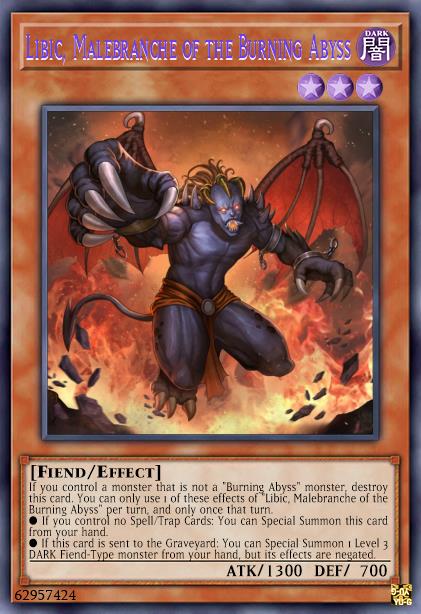 Libic, Malebranche of the Burning Abyss
DARK
闇
[Fiend/Effect]
If you control a monster that is not a "Burning Abyss" monster, destroy
this card. You can only use 1 of these effects of "Libic, Malebranche of the
Burning Abyss" per turn, and only once that turn.
● If you control no Spell/Trap Cards: You can Special Summon this card
from your hand.
● If this card is sent to the Graveyard: You can Special Summon 1 Level 3
DARK Fiend-Type monster from your hand, but its effects are negated.
ATK/1300 DEF/ 700
62957424